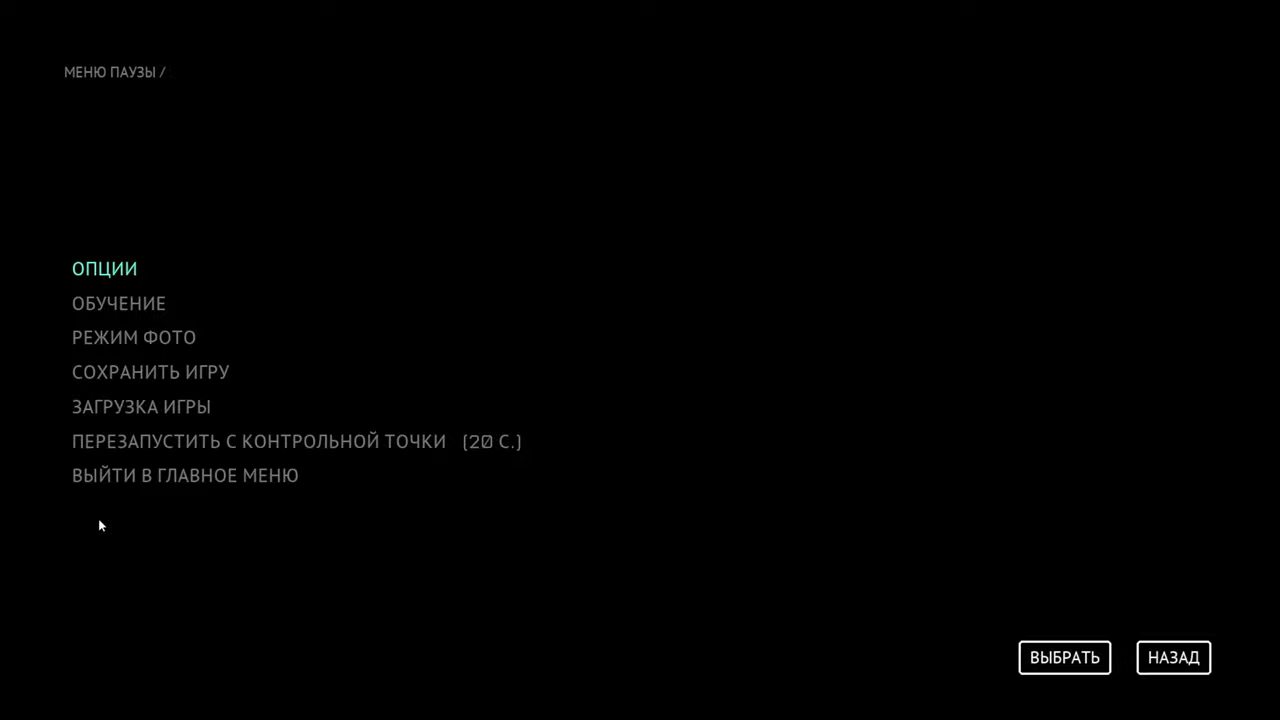 МЕНЮ ПАУЗЫ /
ОПЦИИ
ОБУЧЕНИЕ
РЕЖИМ ФОТО
СОХРАНИТЬ ИГРУ
ЗАГРУЗКА ИГРЫ
ПЕРЕЗАПУСТИТЬ С КОНТРОЛЬНОЙ ТОЧКИ (20 С.)
ВЫЙТИ В ГЛАВНОЕ МЕНЮ
ВЫБРАТЬ НАЗАД